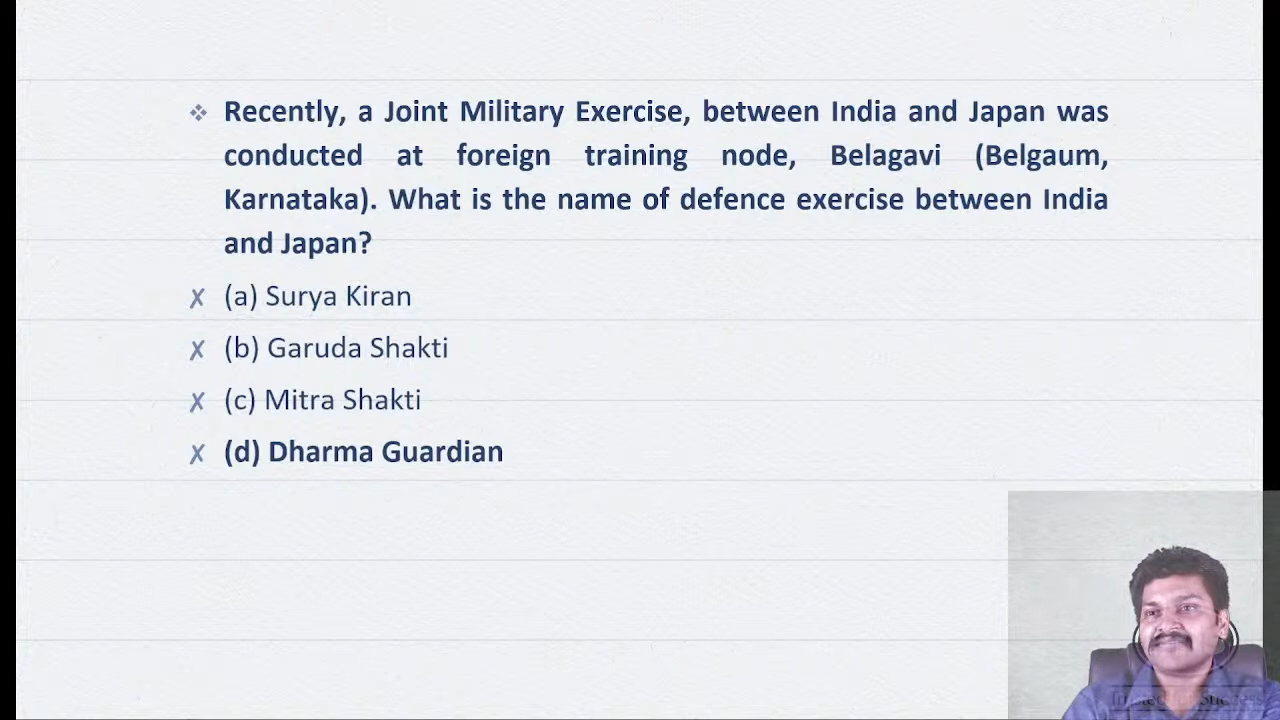 Recently, a Joint Military Exercise, between India and Japan was
conducted at foreign training node, Belagavi (Belgaum,
Karnataka). What is the name of defence exercise between India
and Japan?
(a) Surya Kiran
(b) Garuda Shakti
(c) Mitra Shakti
(d) Dharma Guardian
Success